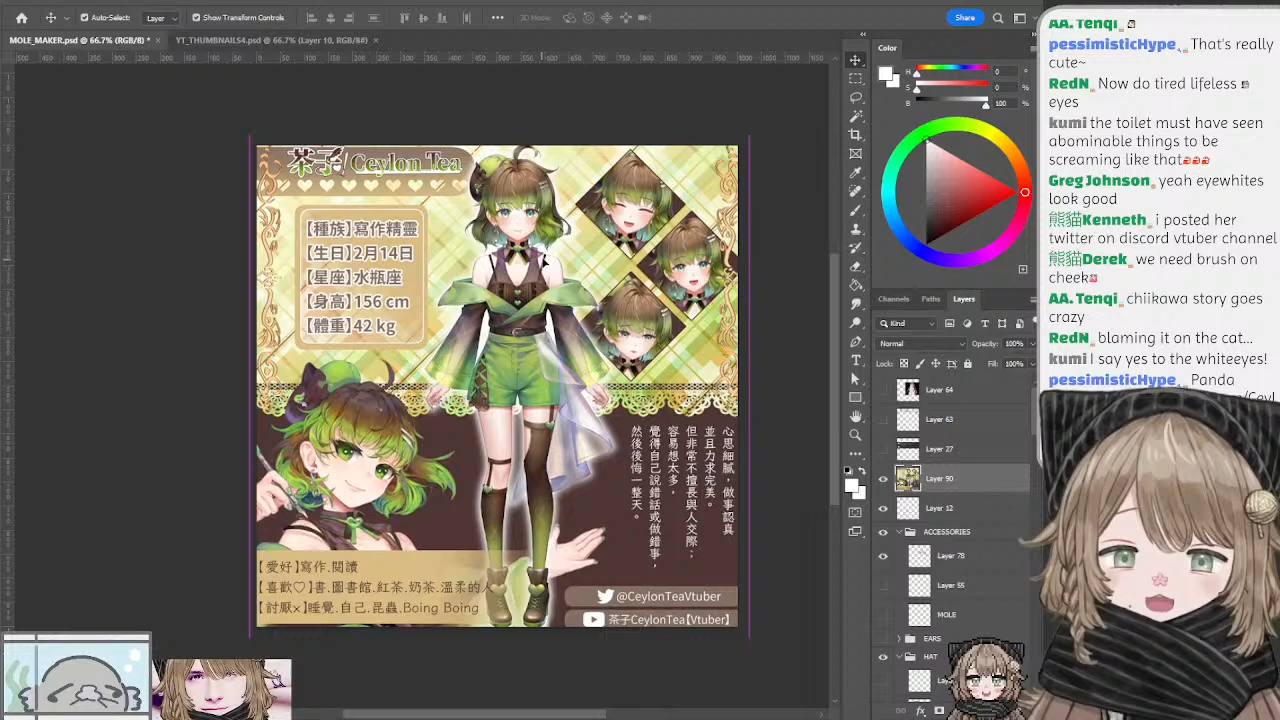 Auto-Select:
Layer
Show Transform Controls
3D Mode:
Share
MOLE_MAKER.psd @ 66.7% (RGB/8) *
YT_THUMBNAILS4.psd @ 66.7% (Layer 10, RGB/8#)
茶子 Ceylon Tea
【種族】寫作精靈
【生日】2月14日
【星座】水瓶座
【身高】156 cm
【體重】42 kg
心思細膩，做事認真
並且力求完美。
但非常不擅長與人交際；
容易想太多，
覺得自己說錯話或做錯事，
然後後悔一整天。
【愛好】寫作.閱讀
【喜歡♡】書.圖書館.紅茶.奶茶.溫柔的人
【討厭×】睡覺.自己.昆蟲.Boing Boing
@CeylonTeaVtuber
茶子CeylonTea【Vtuber】
Color
H 0 °
S 0 %
B 100 %
Channels
Paths
Layers
Kind
Normal
Opacity: 100%
Lock:
Fill: 100%
Layer 64
Layer 63
Layer 27
Layer 90
Layer 12
ACCESSORIES
Layer 78
Layer 55
MOLE
EARS
HAT
AA. Tenqi
pessimisticHype_ That's really
cute~
RedN Now do tired lifeless
eyes
kumi the toilet must have seen
abominable things to be
screaming like that
Greg Johnson yeah eyewhites
look good
熊貓Kenneth i posted her
twitter on discord vtuber channel
熊貓Derek we need brush on
cheek
AA. Tenqi chiikawa story goes
crazy
RedN blaming it on the cat...
kumi I say yes to the whiteeyes!
pessimisticHype_ Panda